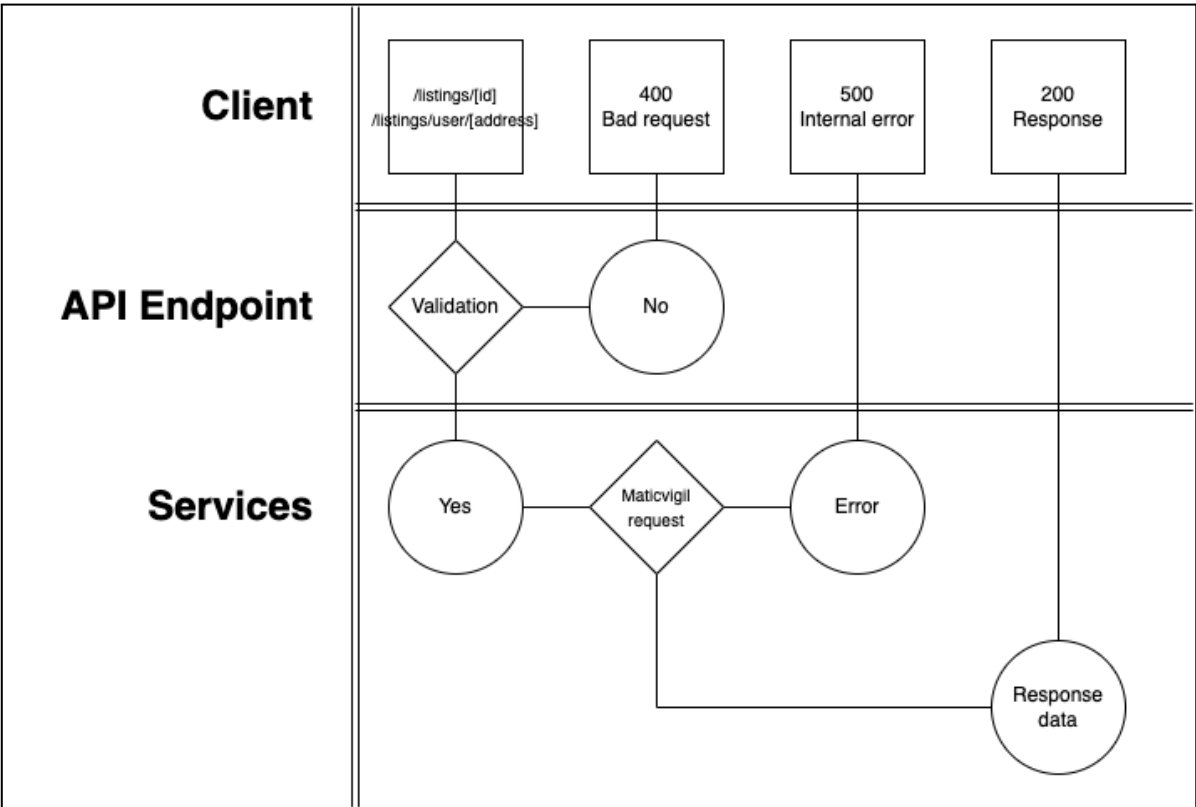 Client
/listings/[id]
/listings/user/[address]
400
Bad request
500
Internal error
200
Response
API Endpoint
Validation
No
Services
Yes
Maticvigil
request
Error
Response
data